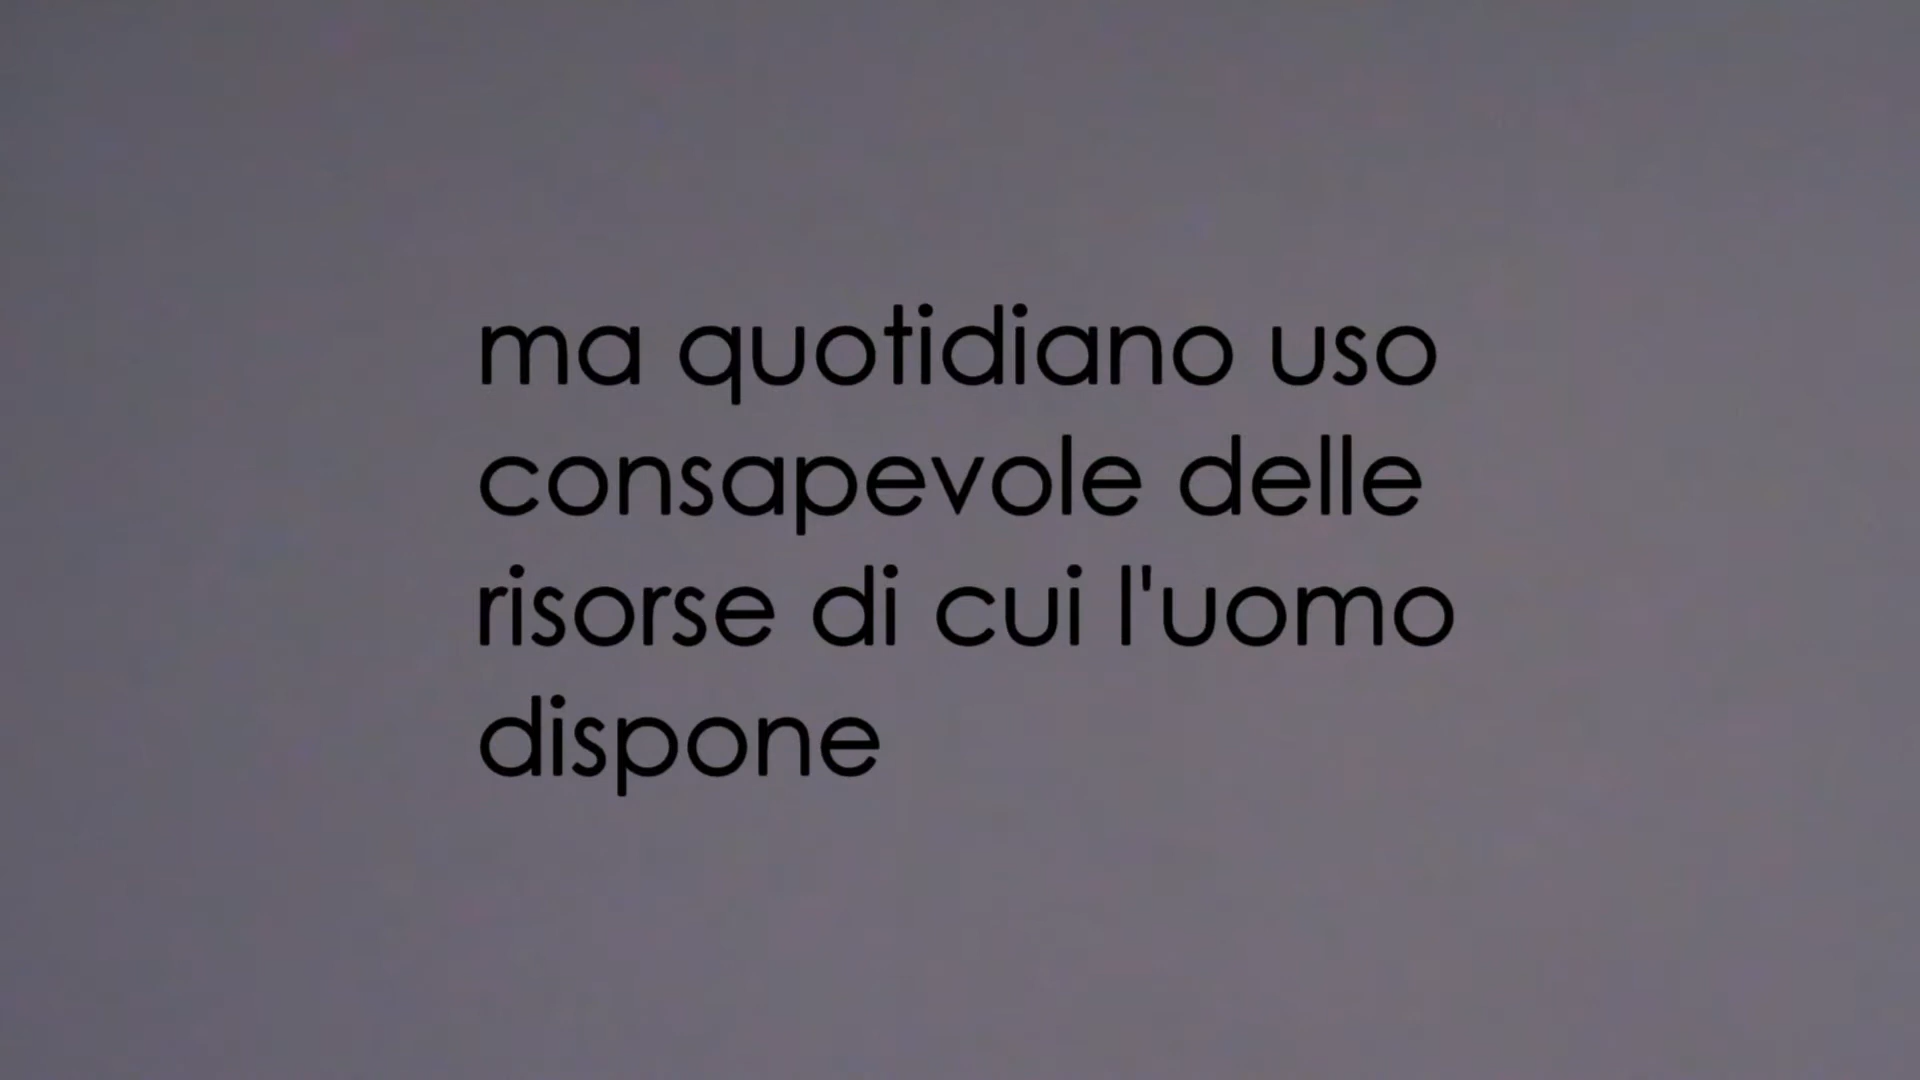 ma quotidiano uso
consapevole delle
risorse di cui l'uomo
dispone